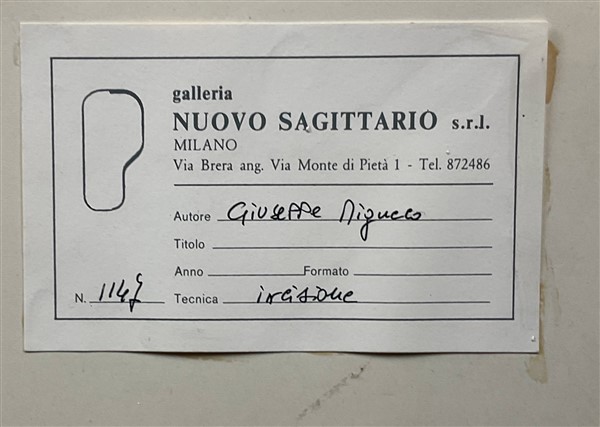 galleria
NUOVO SAGITTARIO s.r.l.
MILANO
Via Brera ang. Via Monte di Pietà 1 - Tel. 872486
Autore Giuseppe Migneco
Titolo
Anno Formato
N. Tecnica incisione